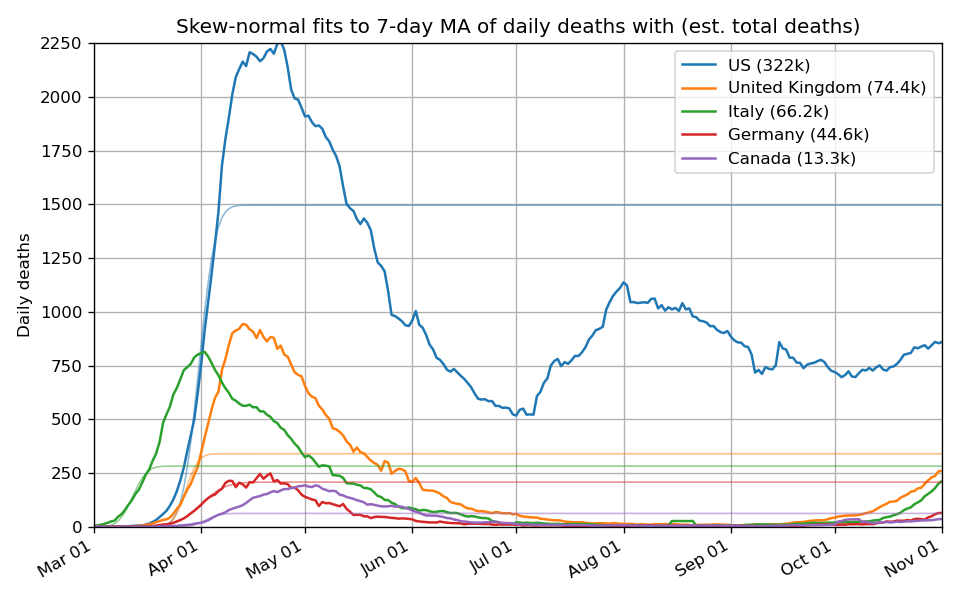 Skew-normal fits to 7-day MA of daily deaths with (est. total deaths)
US (322k)
United Kingdom (74.4k)
Italy (66.2k)
Germany (44.6k)
Canada (13.3k)
Daily deaths
2250
2000
1750
1500
1250
1000
750
500
250
0
Mar 01
Apr 01
May 01
Jun 01
Jul 01
Aug 01
Sep 01
Oct 01
Nov 01